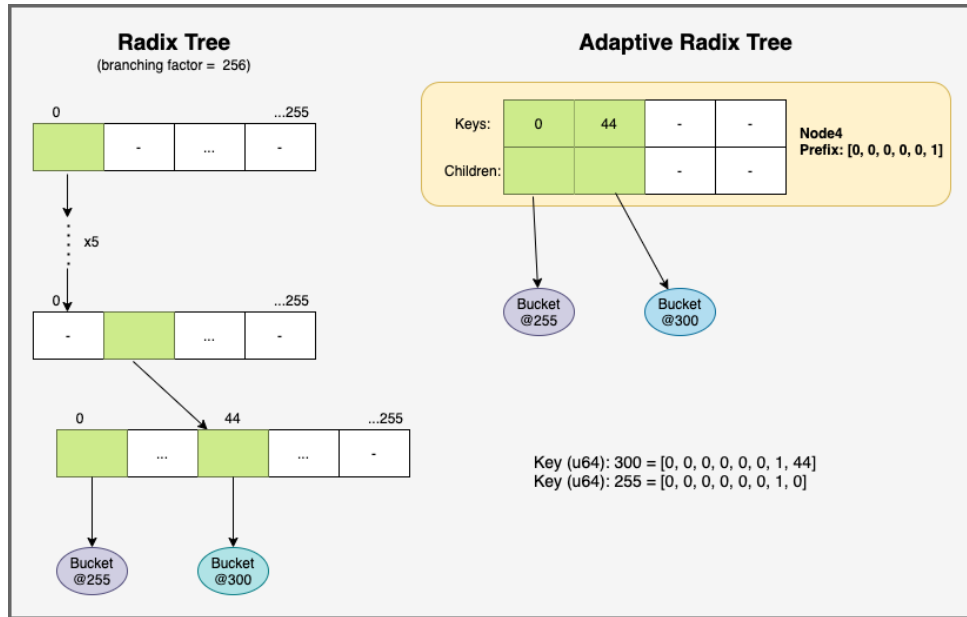 Radix Tree
(branching factor = 256)
0 ...255
- ... -
x5
0 ...255
- ... -
0 44 ...255
... ... -
Bucket
@255
Bucket
@300
Adaptive Radix Tree
Keys: 0 44 - -
Children: - -
Node4
Prefix: [0, 0, 0, 0, 0, 1]
Bucket
@255
Bucket
@300
Key (u64): 300 = [0, 0, 0, 0, 0, 0, 1, 44]
Key (u64): 255 = [0, 0, 0, 0, 0, 0, 1, 0]